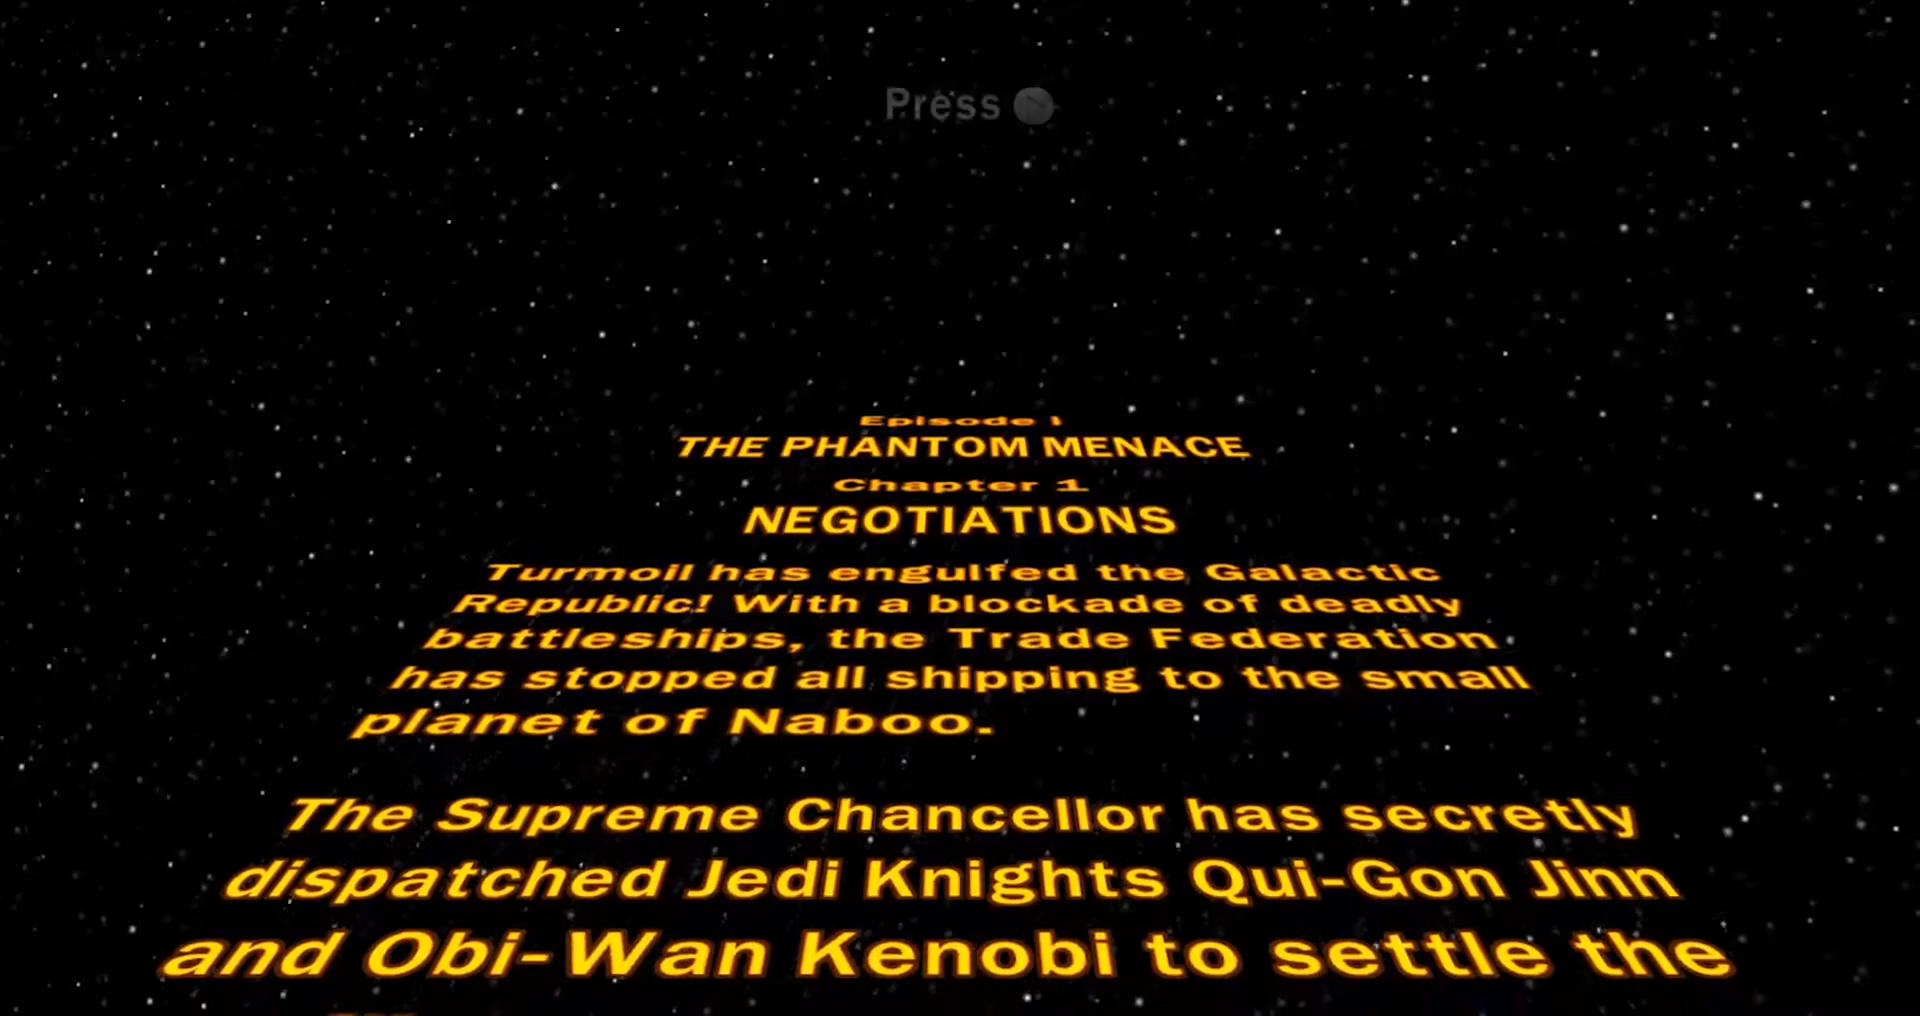 Press
Episode I
THE PHANTOM MENACE
Chapter 1
NEGOTIATIONS
Turmoil has engulfed the Galactic
Republic! With a blockade of deadly
battleships, the Trade Federation
has stopped all shipping to the small
planet of Naboo.
The Supreme Chancellor has secretly
dispatched Jedi Knights Qui-Gon Jinn
and Obi-Wan Kenobi to settle the